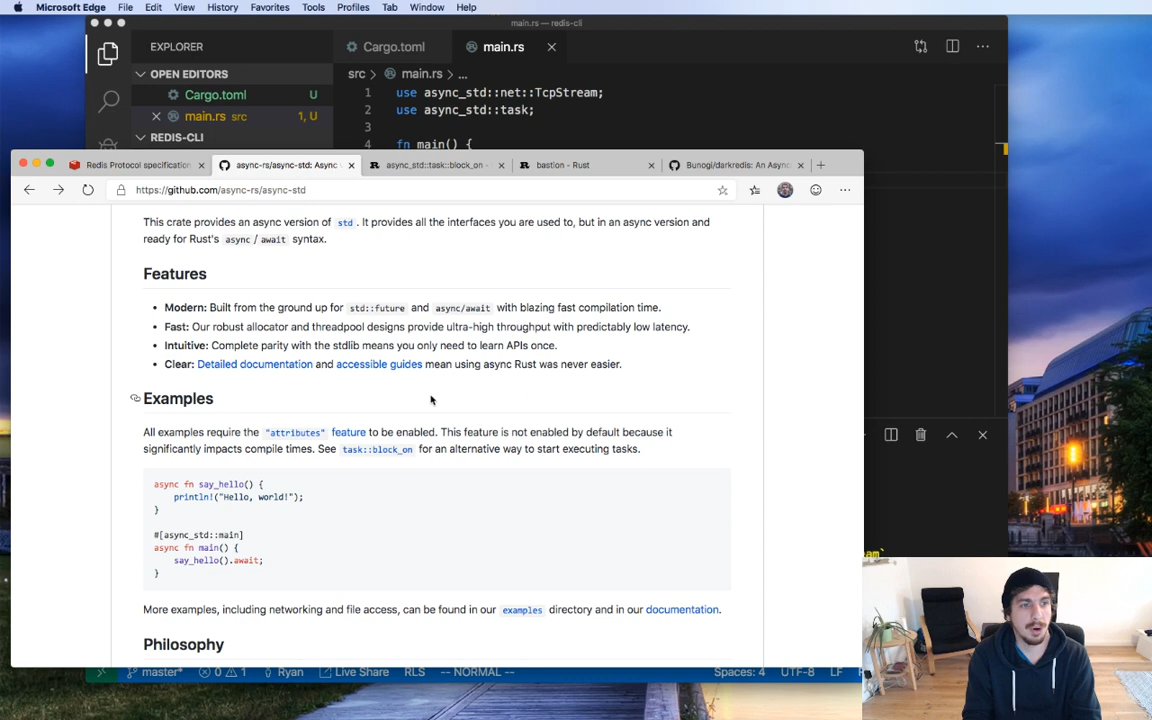 Microsoft Edge File Edit View History Favorites Tools Profiles Tab Window Help
main.rs — redis-cli
EXPLORER
Cargo.toml
main.rs
OPEN EDITORS
src > main.rs > ...
Cargo.toml U
1 use async_std::net::TcpStream;
main.rs src 1, U
2 use async_std::task;
REDIS-CLI
3
4 fn main() {
Redis Protocol specification
async-rs/async-std: Async
async_std::task::block_on -
bastion - Rust
Bunogi/darkredis: An Async
https://github.com/async-rs/async-std
This crate provides an async version of std . It provides all the interfaces you are used to, but in an async version and
ready for Rust's async / await syntax.
Features
• Modern: Built from the ground up for std::future and async/await with blazing fast compilation time.
• Fast: Our robust allocator and threadpool designs provide ultra-high throughput with predictably low latency.
• Intuitive: Complete parity with the stdlib means you only need to learn APIs once.
• Clear: Detailed documentation and accessible guides mean using async Rust was never easier.
Examples
All examples require the "attributes" feature to be enabled. This feature is not enabled by default because it
significantly impacts compile times. See task::block_on for an alternative way to start executing tasks.
async fn say_hello() {
println!("Hello, world!");
}
#[async_std::main]
async fn main() {
say_hello().await;
}
More examples, including networking and file access, can be found in our examples directory and in our documentation.
Philosophy
am`
master* 0 1 Ryan Live Share RLS -- NORMAL -- Spaces: 4 UTF-8 LF